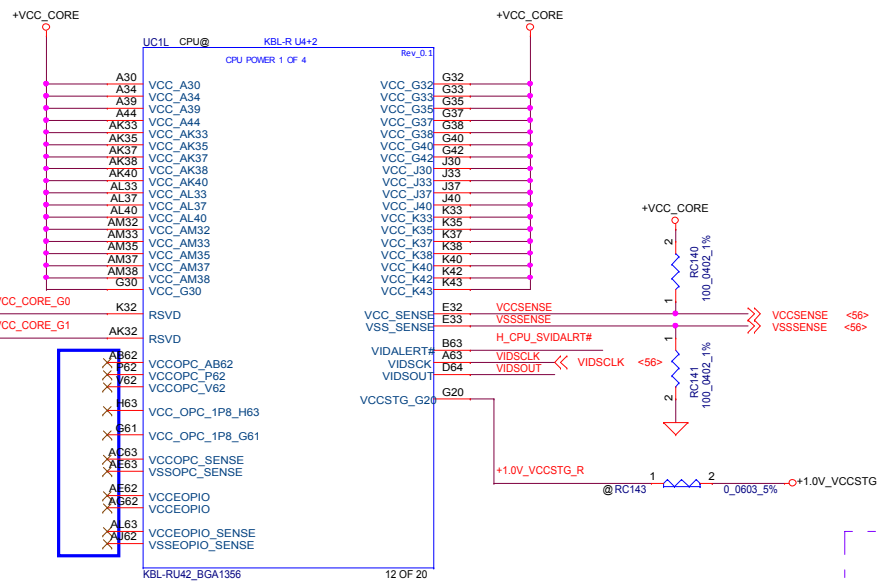 +VCC_CORE
+VCC_CORE
UC1L CPU@ KBL-R U4+2
CPU POWER 1 OF 4 Rev_0.1
A30 VCC_A30 VCC_G32 G32
A34 VCC_A34 VCC_G33 G33
A39 VCC_A39 VCC_G35 G35
A44 VCC_A44 VCC_G37 G37
AK33 VCC_AK33 VCC_G38 G38
AK35 VCC_AK35 VCC_G40 G40
AK37 VCC_AK37 VCC_G42 G42
AK38 VCC_AK38 VCC_J30 J30
AK40 VCC_AK40 VCC_J33 J33
AL33 VCC_AL33 VCC_J37 J37
AL37 VCC_AL37 VCC_J40 J40
AL40 VCC_AL40 VCC_K33 K33
AM32 VCC_AM32 VCC_K35 K35
AM33 VCC_AM33 VCC_K37 K37
AM35 VCC_AM35 VCC_K38 K38
AM37 VCC_AM37 VCC_K40 K40
AM38 VCC_AM38 VCC_K42 K42
G30 VCC_G30 VCC_K43 K43
VCC_CORE_G0 K32 RSVD
VCC_CORE_G1 AK32 RSVD
VCC_SENSE E32 VCCSENSE VCCSENSE <56>
VSS_SENSE E33 VSSSENSE VSSSENSE <56>
+VCC_CORE
2
RC140
100_0402_1%
1
1
RC141
100_0402_1%
2
VIDALERT# B63 H_CPU_SVIDALRT#
VIDSCK A63 VIDSCLK VIDSCLK <56>
VIDSOUT D64 VIDSOUT
VCCSTG_G20 G20
AB62 VCCOPC_AB62
P62 VCCOPC_P62
V62 VCCOPC_V62
H63 VCC_OPC_1P8_H63
G61 VCC_OPC_1P8_G61
AC63 VCCOPC_SENSE
AE63 VSSOPC_SENSE
AE62 VCCEOPIO
AG62 VCCEOPIO
AL63 VCCEOPIO_SENSE
AJ62 VSSEOPIO_SENSE
+1.0V_VCCSTG_R
@RC143 1 2 0_0603_5% +1.0V_VCCSTG
KBL-RU42_BGA1356 12 OF 20